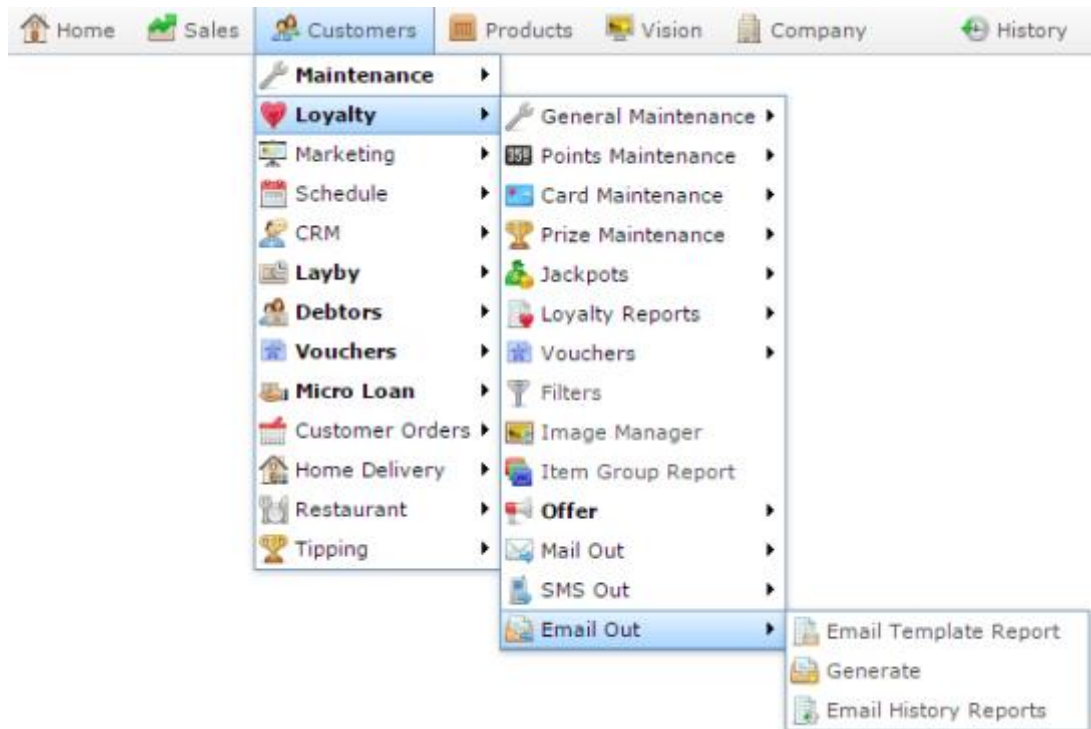 Home Sales Customers Products Vision Company History
Maintenance
Loyalty
Marketing
Schedule
CRM
Layby
Debtors
Vouchers
Micro Loan
Customer Orders
Home Delivery
Restaurant
Tipping
General Maintenance
Points Maintenance
Card Maintenance
Prize Maintenance
Jackpots
Loyalty Reports
Vouchers
Filters
Image Manager
Item Group Report
Offer
Mail Out
SMS Out
Email Out
Email Template Report
Generate
Email History Reports